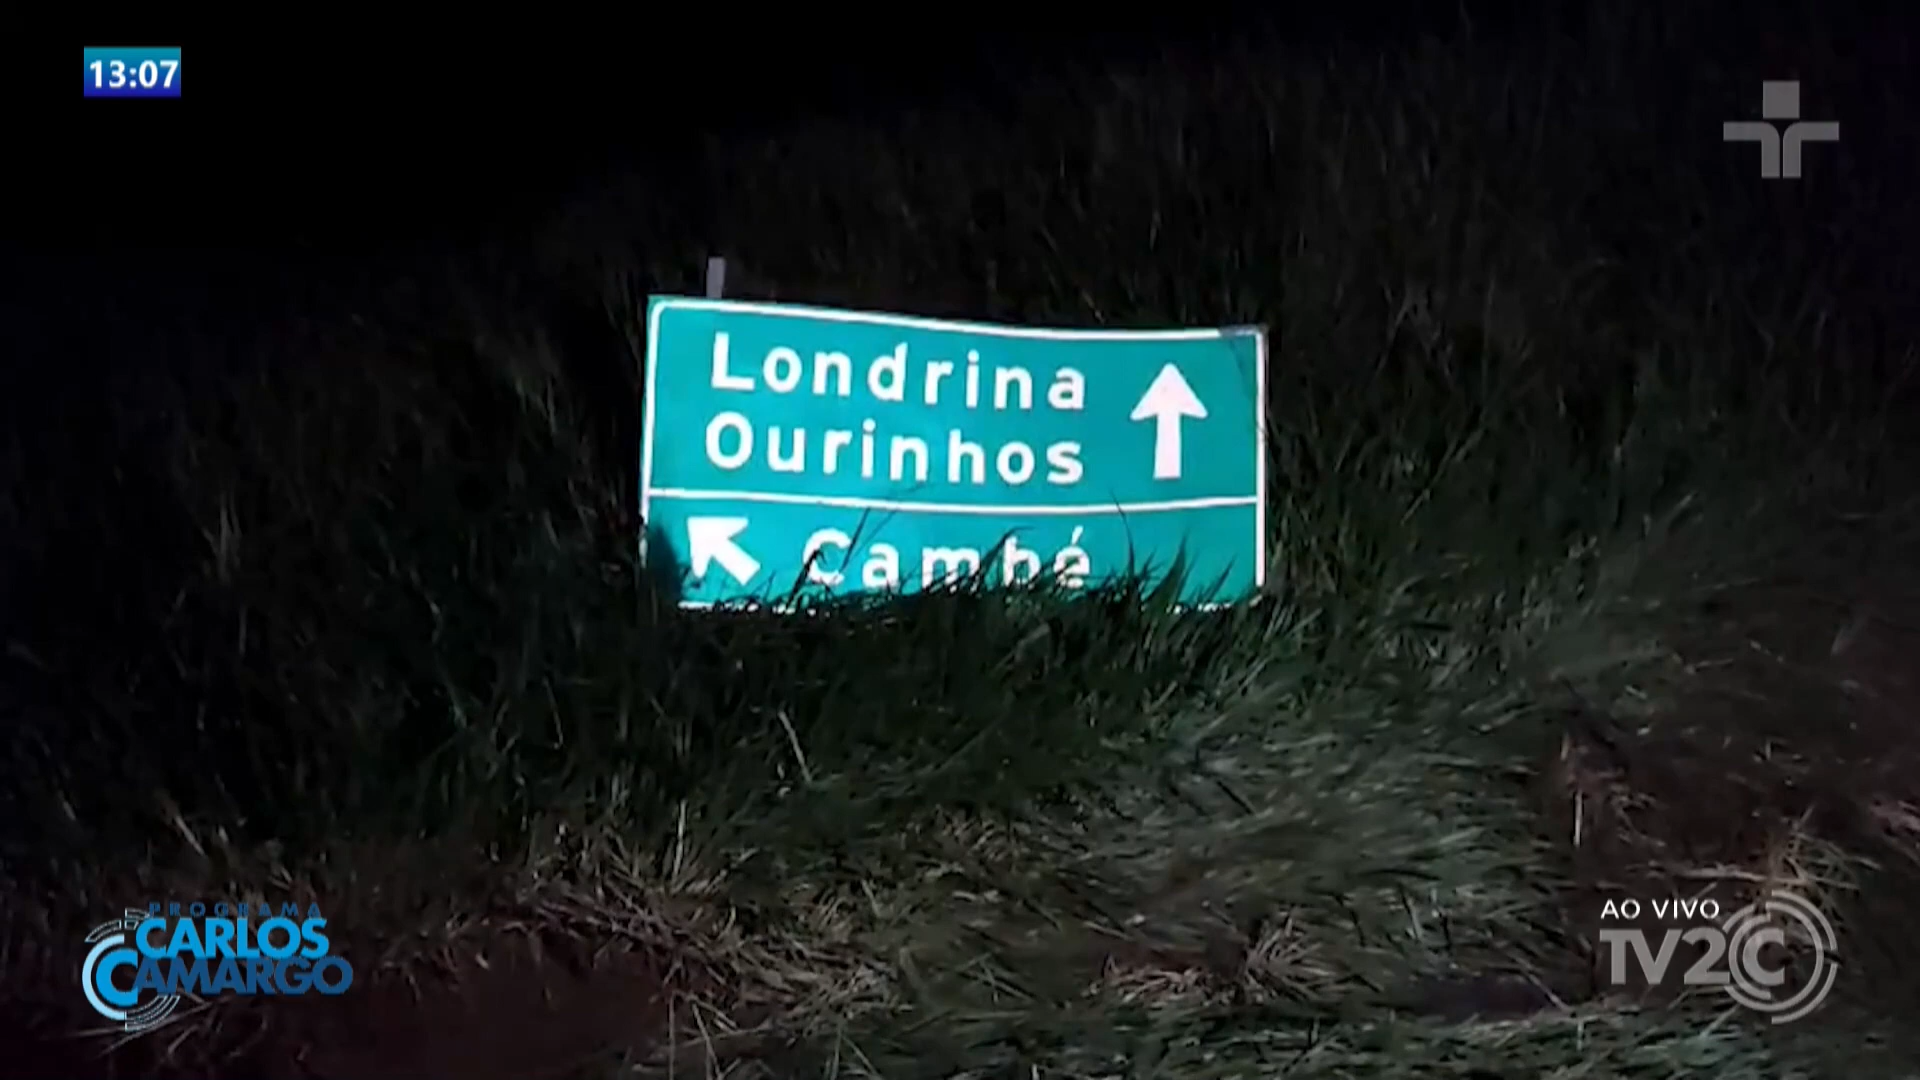 13:07
Londrina
Ourinhos
Cambé
PROGRAMA
CARLOS
CAMARGO
AO VIVO
TV2C